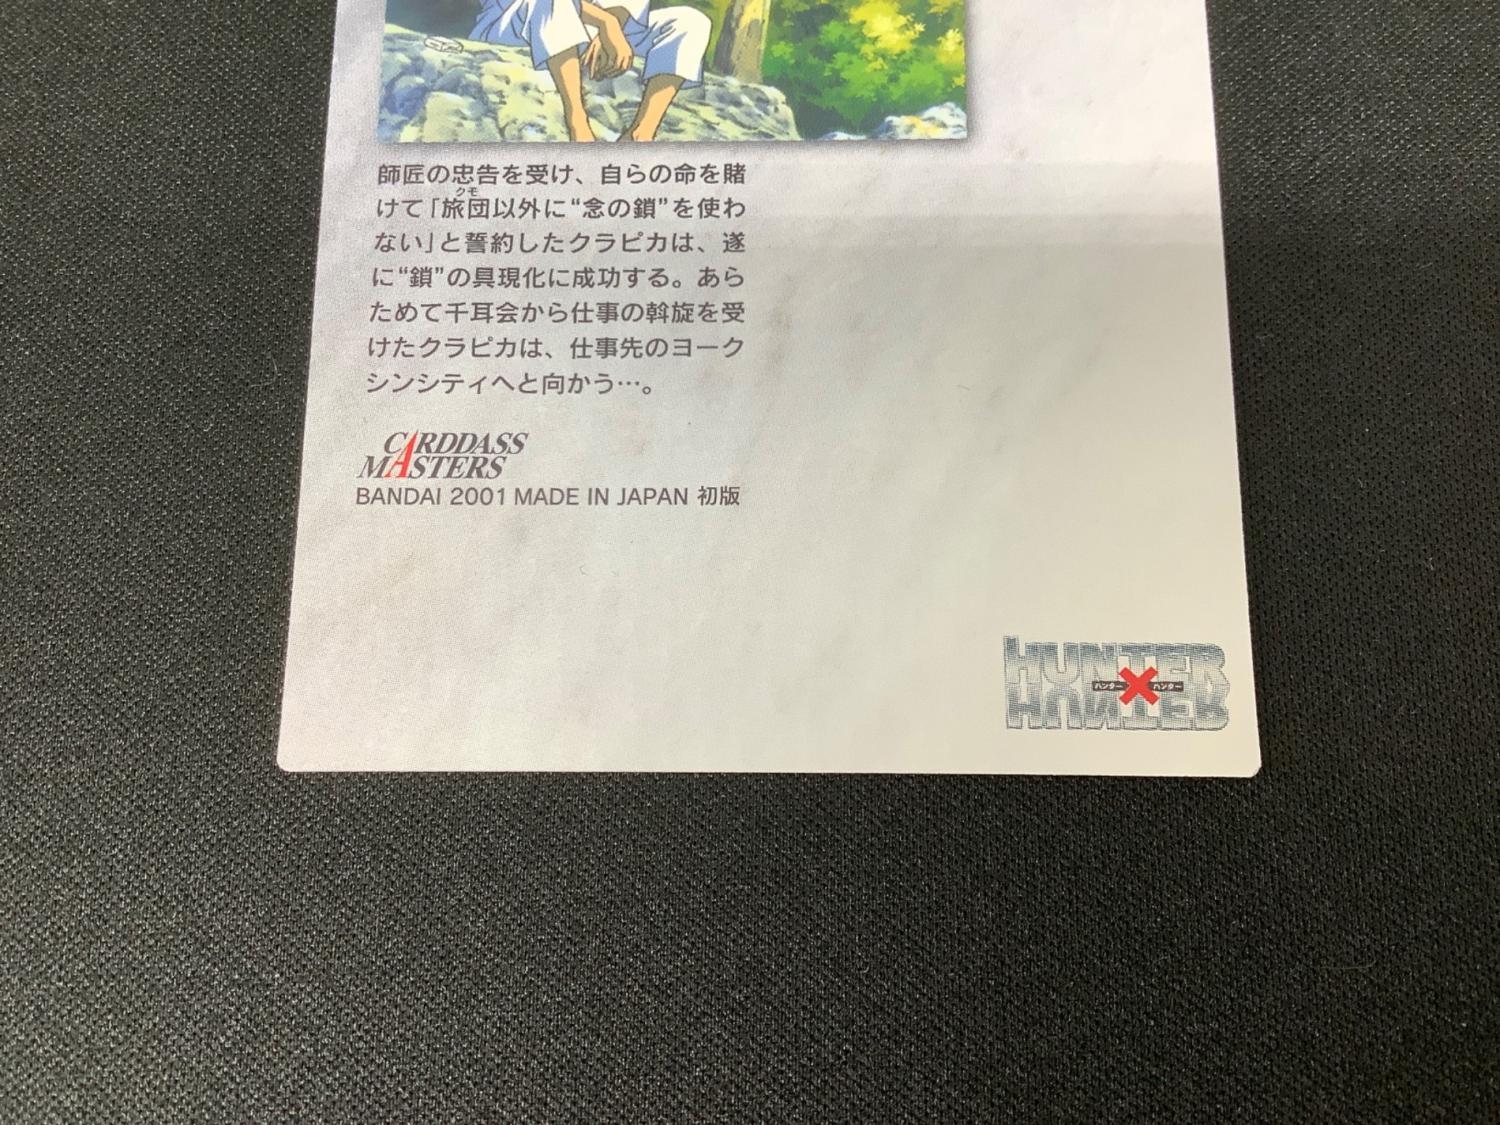 師匠の忠告を受け、自らの命を賭
クモ
けて「旅団以外に“念の鎖”を使わ
ない」と誓約したクラピカは、遂
に“鎖”の具現化に成功する。あら
ためて千耳会から仕事の斡旋を受
けたクラピカは、仕事先のヨーク
シンシティへと向かう…。
CARDDASS
MASTERS
BANDAI 2001 MADE IN JAPAN 初版
HUNTER
ハンター×ハンター
HUNTER